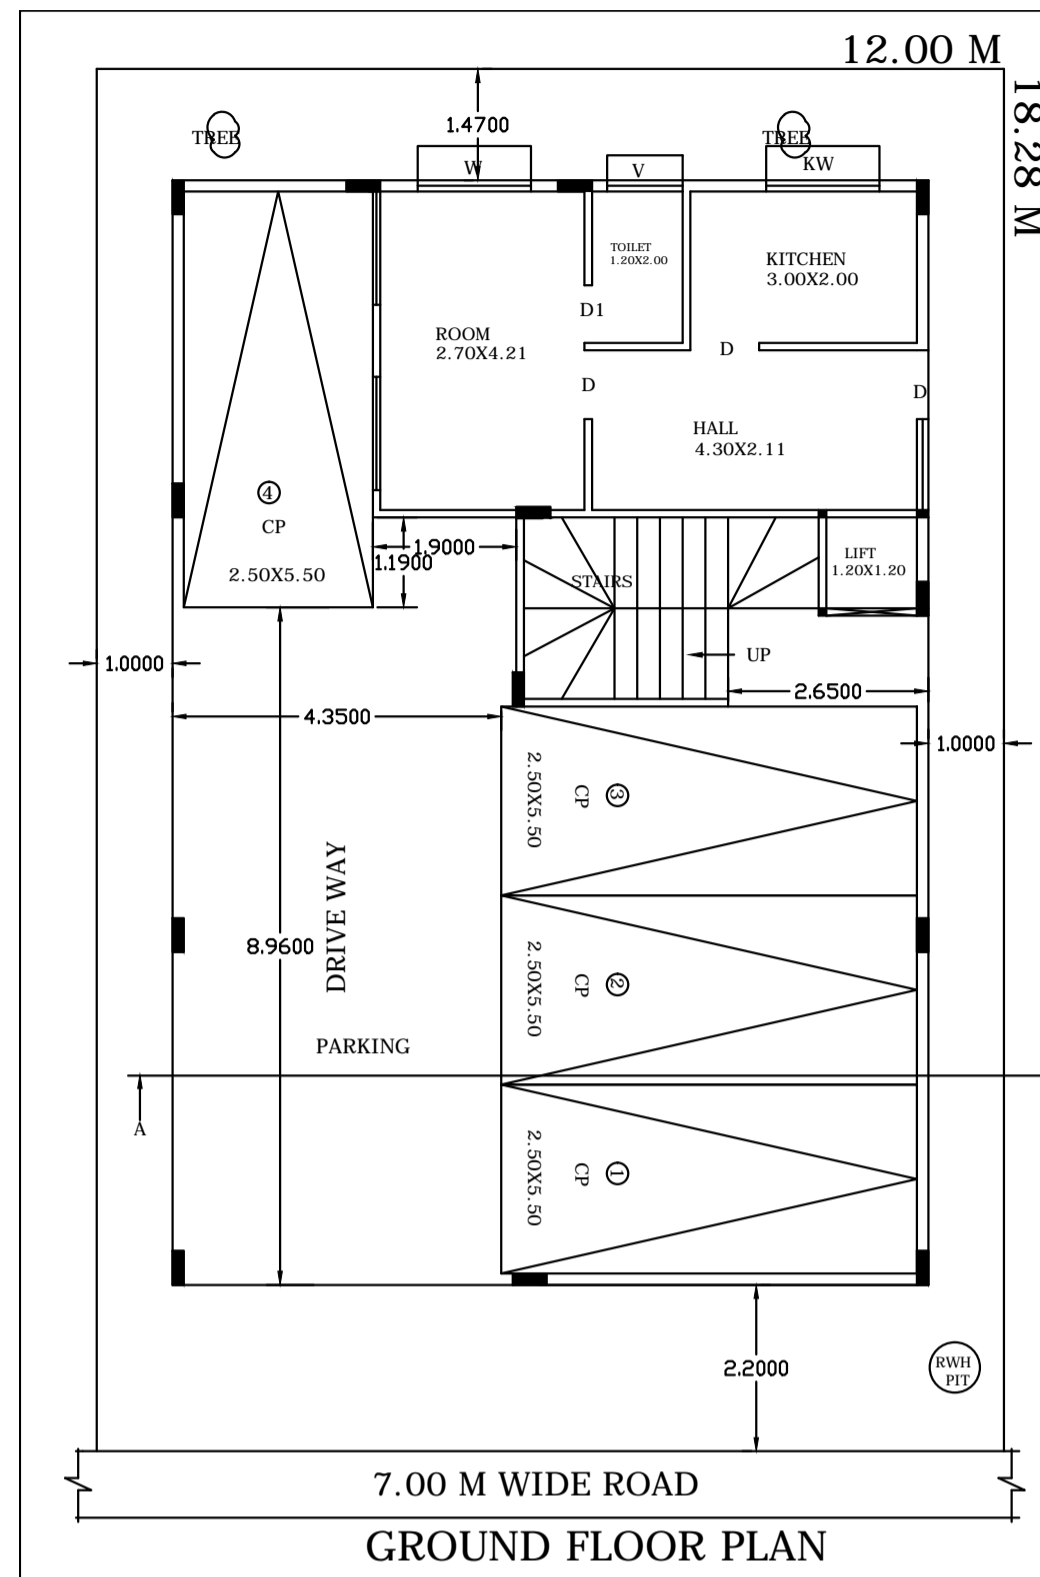 12.00 M
18.28 M
1.4700
TREE
TREE
W
V
KW
TOILET
1.20X2.00
KITCHEN
3.00X2.00
D1
ROOM
2.70X4.21
D
D
D
HALL
4.30X2.11
4
CP
2.50X5.50
1.9000
1.1900
STAIRS
LIFT
1.20X1.20
UP
1.0000
2.6500
4.3500
1.0000
3
CP
2.50X5.50
DRIVE WAY
8.9600
2
CP
2.50X5.50
PARKING
A
1
CP
2.50X5.50
2.2000
RWH
PIT
7.00 M WIDE ROAD
GROUND FLOOR PLAN